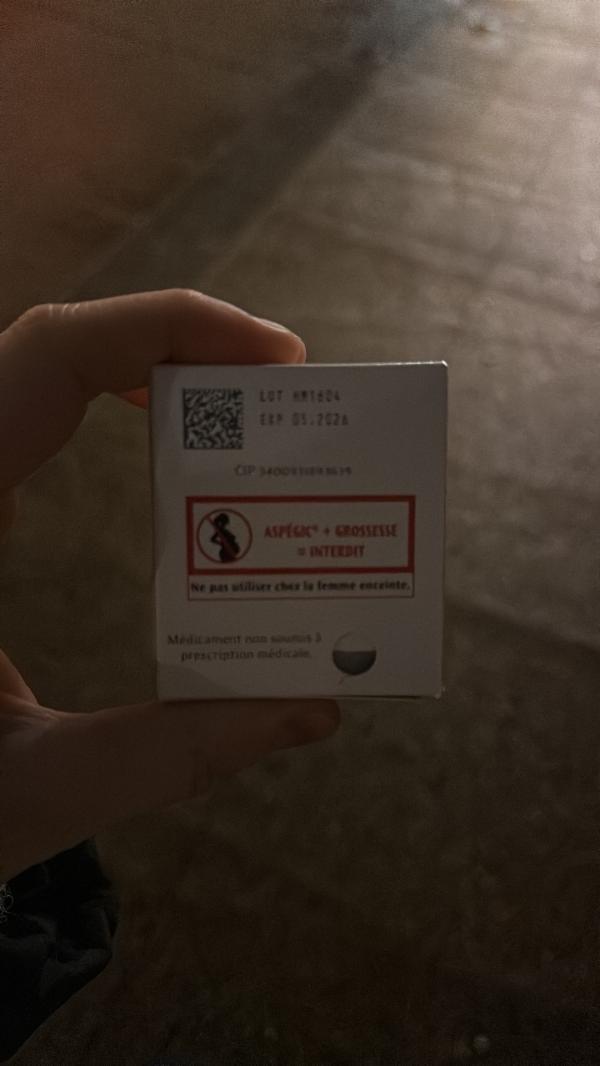 LOT HM1604
EXP 05.2026
CIP
ASPÉGIC® + GROSSESSE
= INTERDIT
Ne pas utiliser chez la femme enceinte.
Médicament non soumis à
prescription médicale.